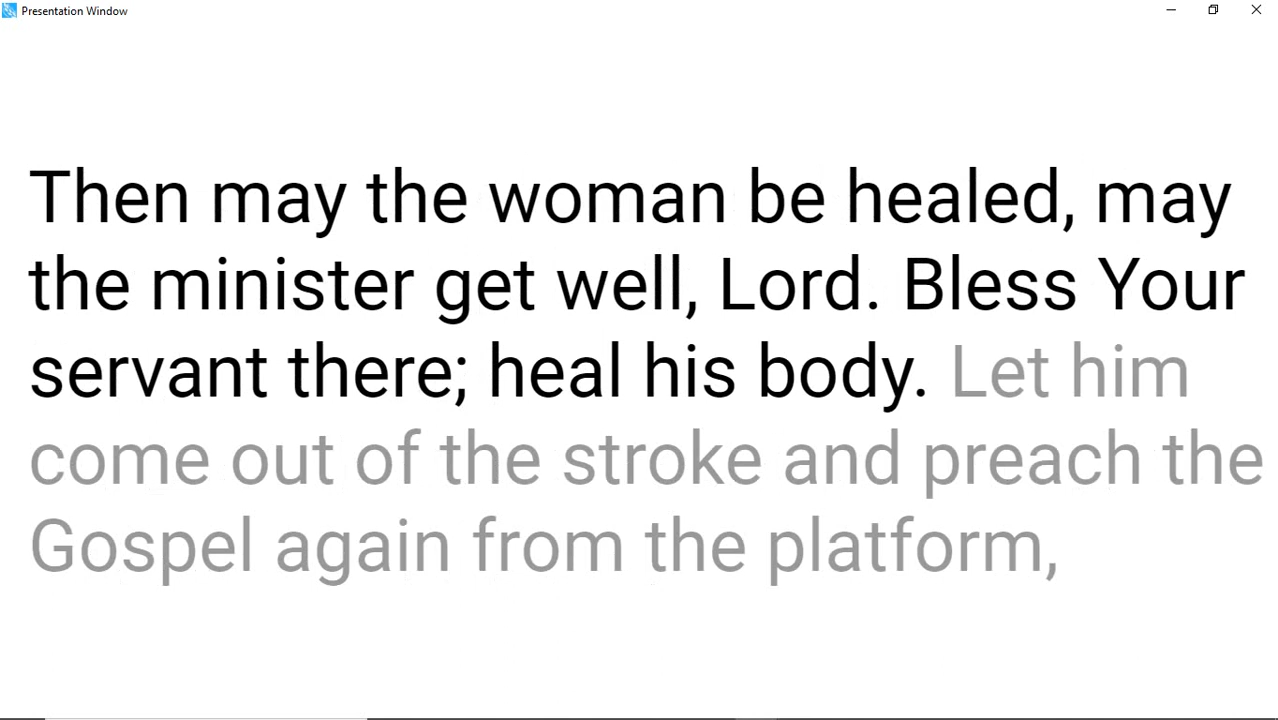 Presentation Window
Then may the woman be healed, may
the minister get well, Lord. Bless Your
servant there; heal his body. Let him
come out of the stroke and preach the
Gospel again from the platform,